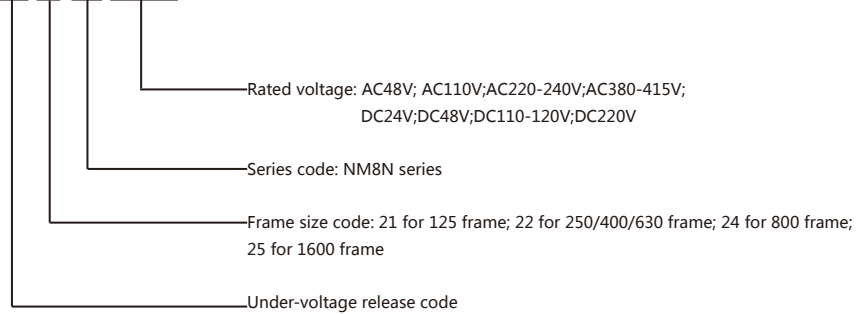 Rated voltage: AC48V; AC110V;AC220-240V;AC380-415V;
DC24V;DC48V;DC110-120V;DC220V
Series code: NM8N series
Frame size code: 21 for 125 frame; 22 for 250/400/630 frame; 24 for 800 frame;
25 for 1600 frame
Under-voltage release code